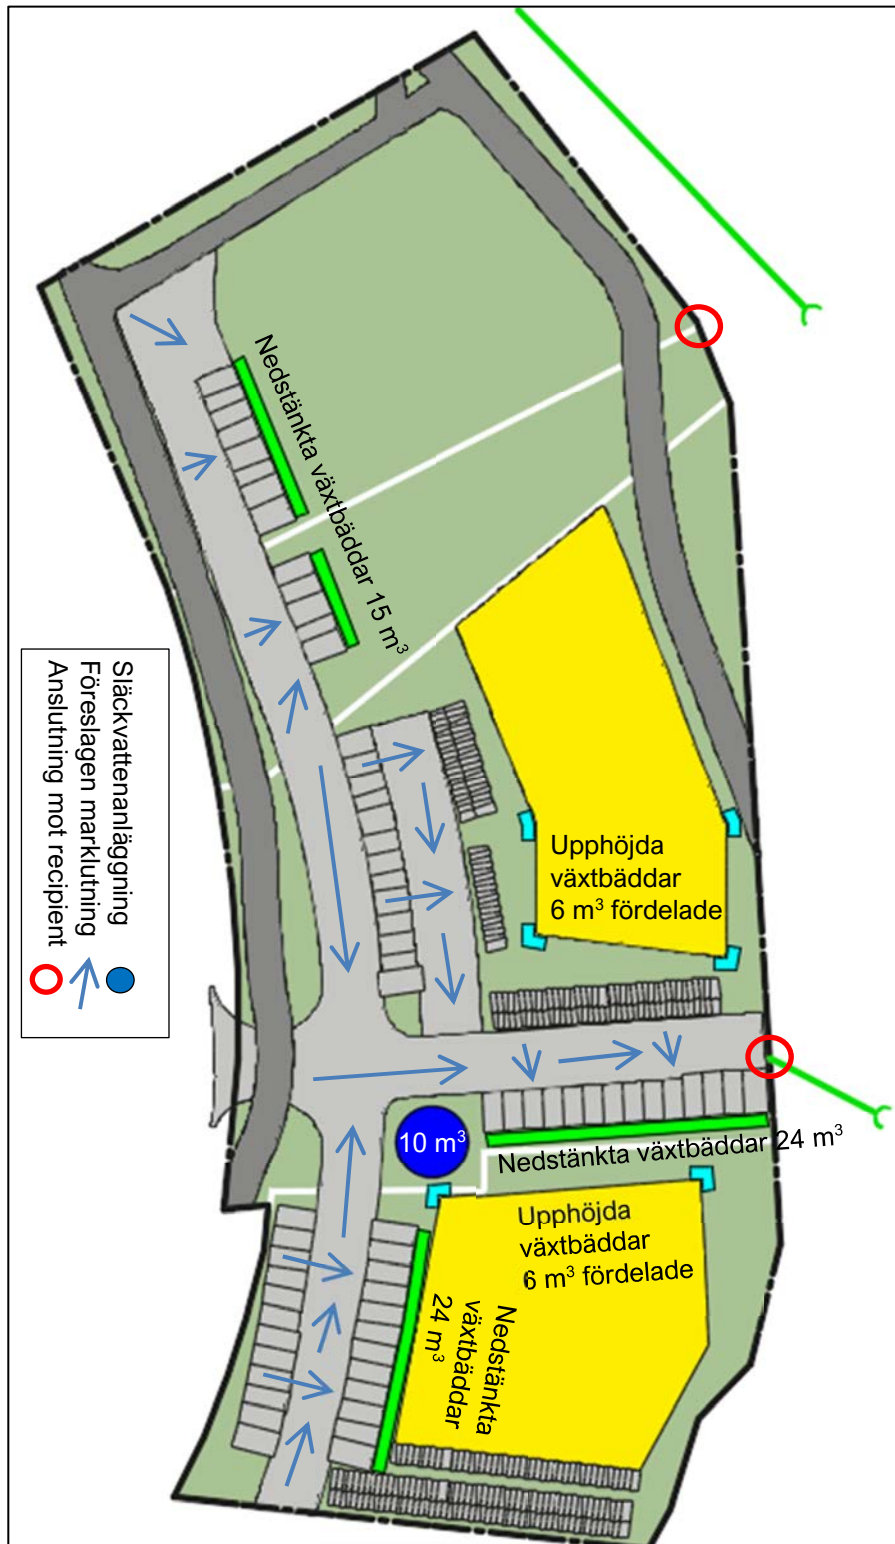 Nedstänkta växtbäddar 15 m³
Upphöjda
växtbäddar
6 m³ fördelade
Släckvattenanläggning
Föreslagen marklutning
Anslutning mot recipient
10 m³
Nedstänkta växtbäddar 24 m³
Upphöjda
växtbäddar
6 m³ fördelade
Nedstänkta
växtbäddar
24 m³